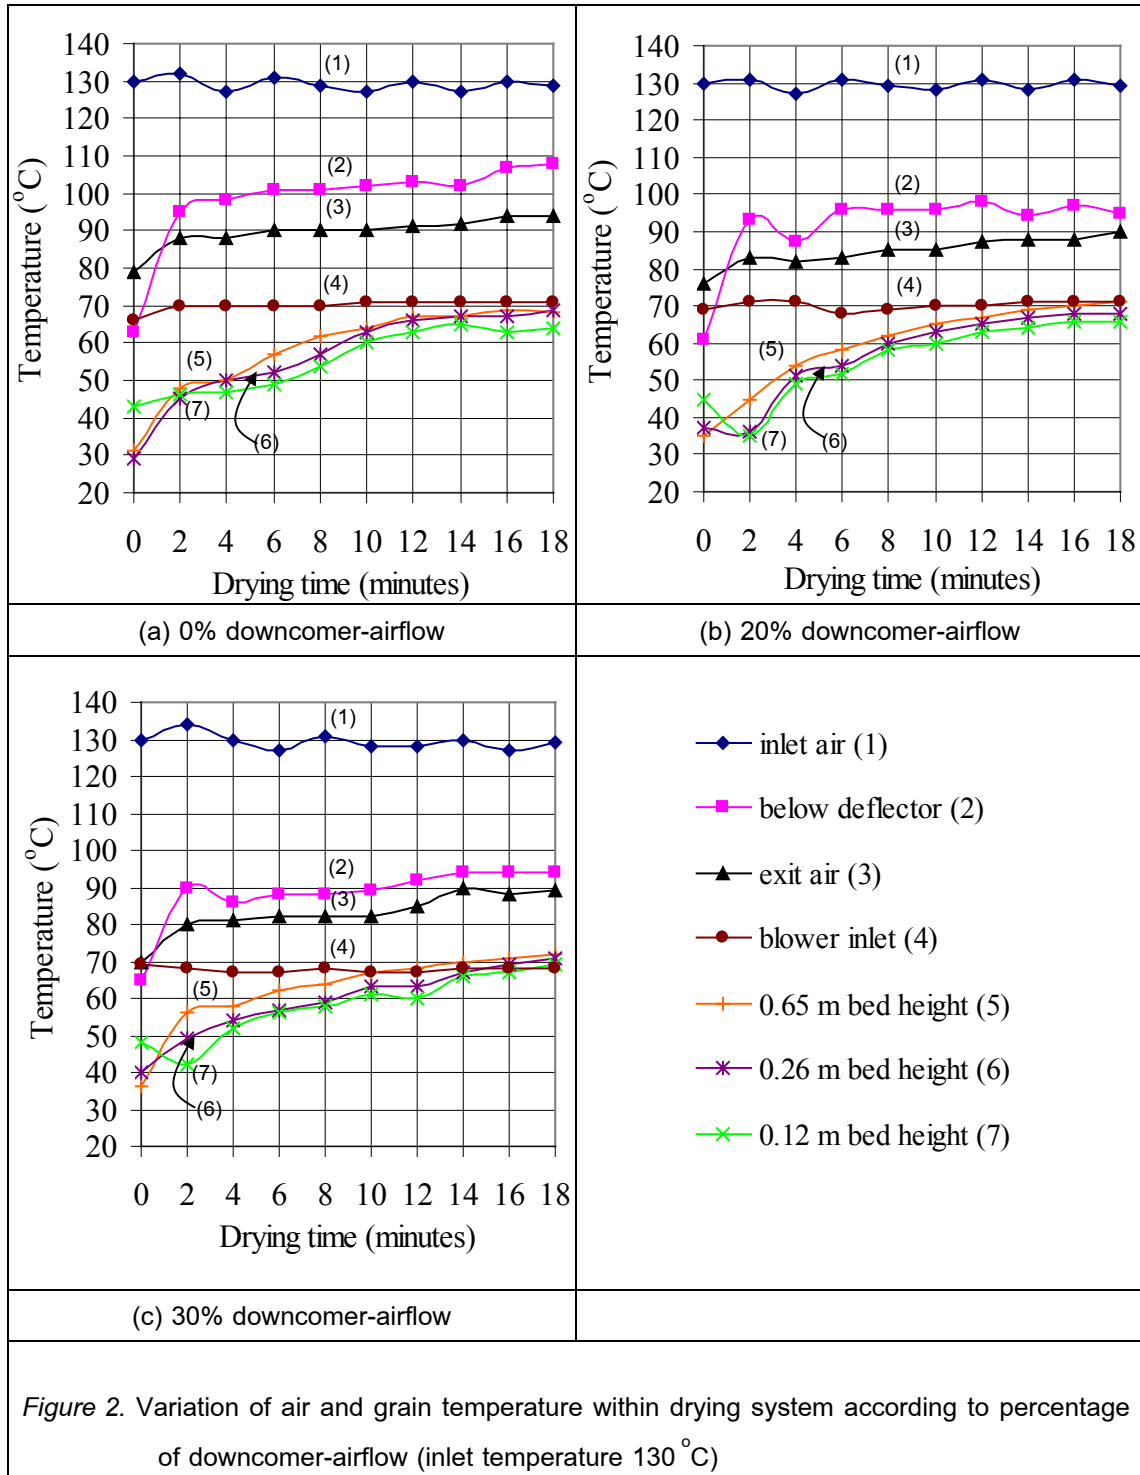 140
130
120
110
100
90
80
70
60
50
40
30
20
Temperature (°C)
(1)
(2)
(3)
(4)
(5)
(7)
(6)
0 2 4 6 8 10 12 14 16 18
Drying time (minutes)
(a) 0% downcomer-airflow
140
130
120
110
100
90
80
70
60
50
40
30
20
Temperature (°C)
(1)
(2)
(3)
(4)
(5)
(7)
(6)
0 2 4 6 8 10 12 14 16 18
Drying time (minutes)
(b) 20% downcomer-airflow
140
130
120
110
100
90
80
70
60
50
40
30
20
Temperature (°C)
(1)
(2)
(3)
(4)
(5)
(7)
(6)
0 2 4 6 8 10 12 14 16 18
Drying time (minutes)
(c) 30% downcomer-airflow
inlet air (1)
below deflector (2)
exit air (3)
blower inlet (4)
0.65 m bed height (5)
0.26 m bed height (6)
0.12 m bed height (7)
Figure 2. Variation of air and grain temperature within drying system according to percentage
of downcomer-airflow (inlet temperature 130 °C)